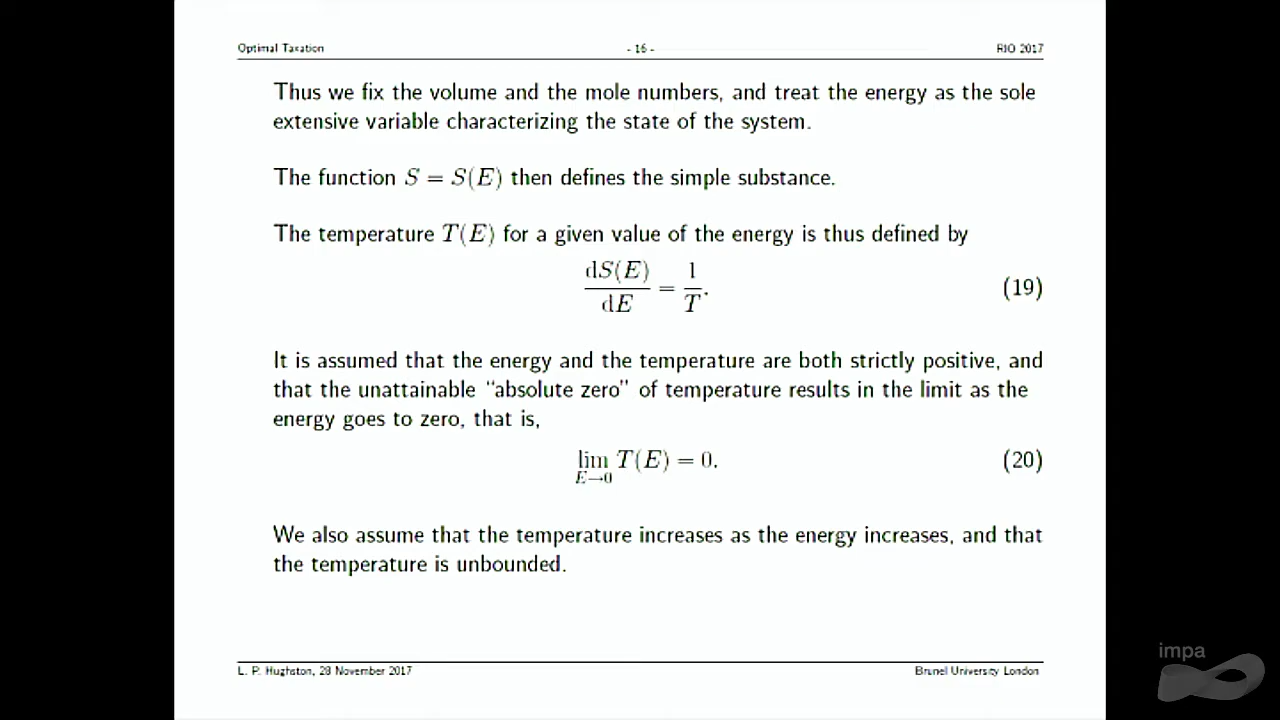 Optimal Taxation
- 16 -
RIO 2017
Thus we fix the volume and the mole numbers, and treat the energy as the sole
extensive variable characterizing the state of the system.
The function S = S(E) then defines the simple substance.
The temperature T(E) for a given value of the energy is thus defined by
dS(E)/dE = 1/T. (19)
It is assumed that the energy and the temperature are both strictly positive, and
that the unattainable “absolute zero” of temperature results in the limit as the
energy goes to zero, that is,
lim T(E) = 0. (20)
E→0
We also assume that the temperature increases as the energy increases, and that
the temperature is unbounded.
L. P. Hughston, 28 November 2017
Brunel University London
impa